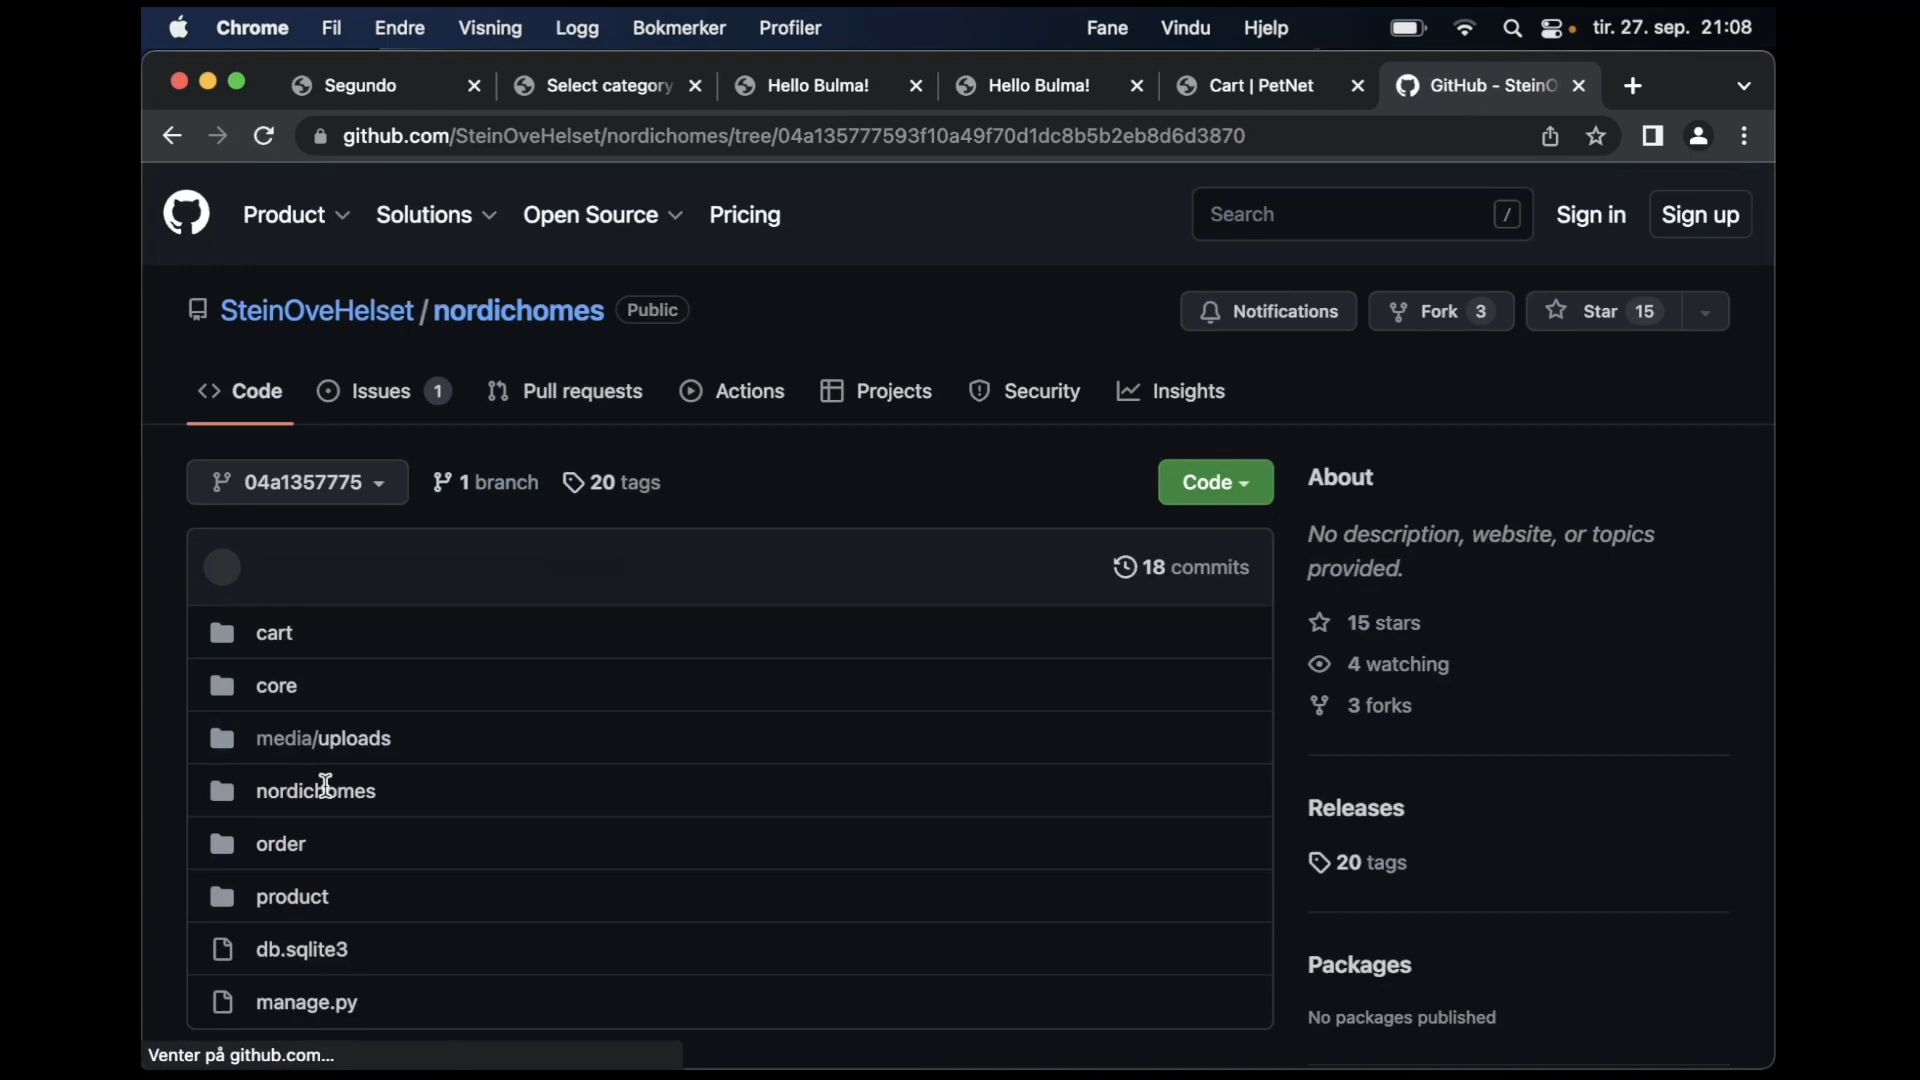 Chrome Fil Endre Visning Logg Bokmerker Profiler Fane Vindu Hjelp tir. 27. sep. 21:08
Segundo Select category Hello Bulma! Hello Bulma! Cart | PetNet GitHub - SteinO
github.com/SteinOveHelset/nordichomes/tree/04a135777593f10a49f70d1dc8b5b2eb8d6d3870
Product Solutions Open Source Pricing Search / Sign in Sign up
SteinOveHelset / nordichomes Public Notifications Fork 3 Star 15
Code Issues 1 Pull requests Actions Projects Security Insights
04a1357775 1 branch 20 tags Code
18 commits
cart
core
media/uploads
nordichomes
order
product
db.sqlite3
manage.py
About
No description, website, or topics
provided.
15 stars
4 watching
3 forks
Releases
20 tags
Packages
No packages published
Venter på github.com...